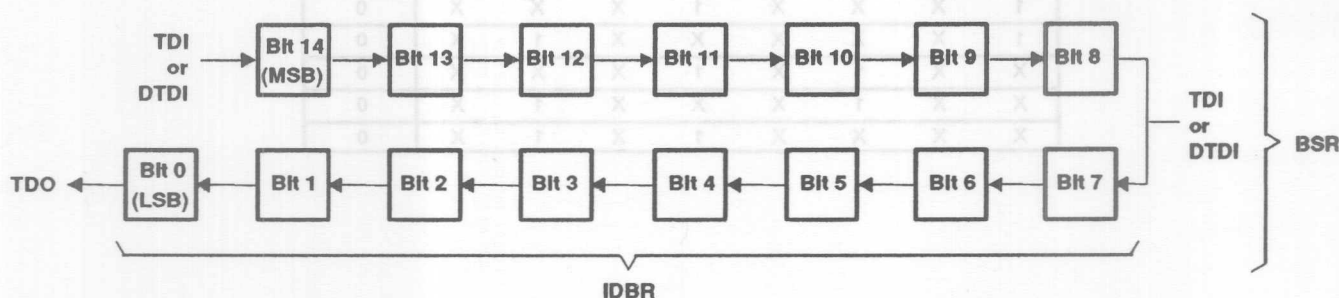 TDI
or
DTDI
Bit 14
(MSB)
Bit 13
Bit 12
Bit 11
Bit 10
Bit 9
Bit 8
TDI
or
DTDI
BSR
TDO
Bit 0
(LSB)
Bit 1
Bit 2
Bit 3
Bit 4
Bit 5
Bit 6
Bit 7
IDBR